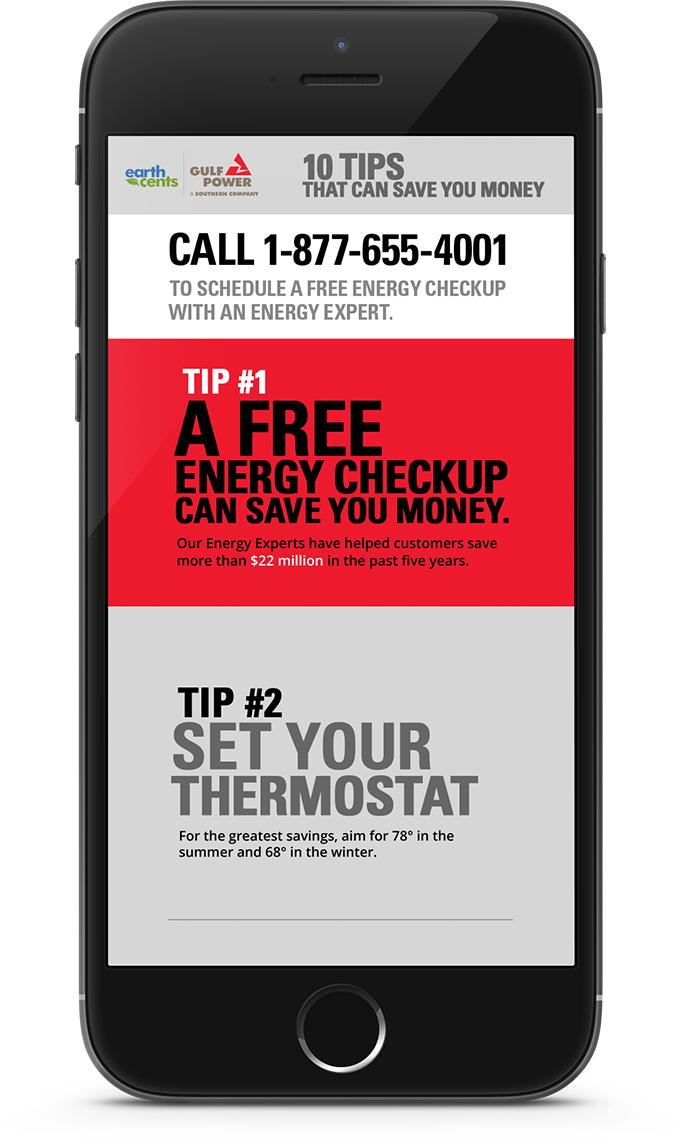 earth
cents
GULF
POWER
A SOUTHERN COMPANY
10 TIPS
THAT CAN SAVE YOU MONEY
CALL 1-877-655-4001
TO SCHEDULE A FREE ENERGY CHECKUP
WITH AN ENERGY EXPERT.
TIP #1
A FREE
ENERGY CHECKUP
CAN SAVE YOU MONEY.
Our Energy Experts have helped customers save
more than $22 million in the past five years.
TIP #2
SET YOUR
THERMOSTAT
For the greatest savings, aim for 78° in the
summer and 68° in the winter.